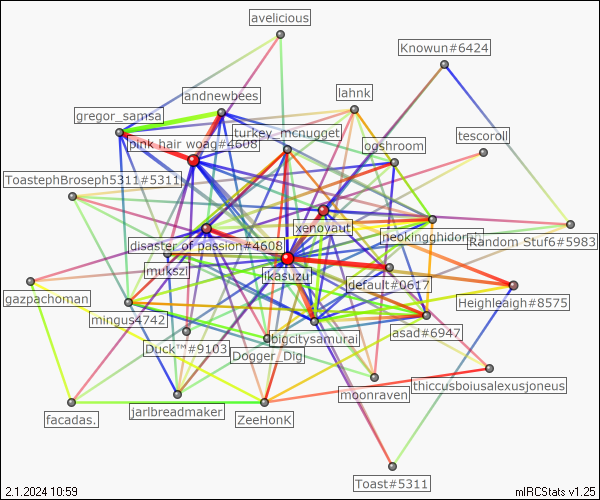 avelicious
Knowun#6424
andnewbees
lahnk
gregor_samsa
turkey_mcnugget
tescoroll
pink hair woag#4608
ogshroom
ToastephBroseph5311#5311
xenoyaut
neokingghidorah
Random Stuf6#5983
disaster of passion#4608
mukszi
ikasuzu
default#0617
gazpachoman
Heighleigh#8575
mingus4742
bigcitysamurai
asad#6947
Duck™#9103
Dogger_Dig
thiccusboiusalexusjoneus
moonraven
facadas.
jarlbreadmaker
ZeeHonK
Toast#5311
2.1.2024 10:59
mIRCStats v1.25